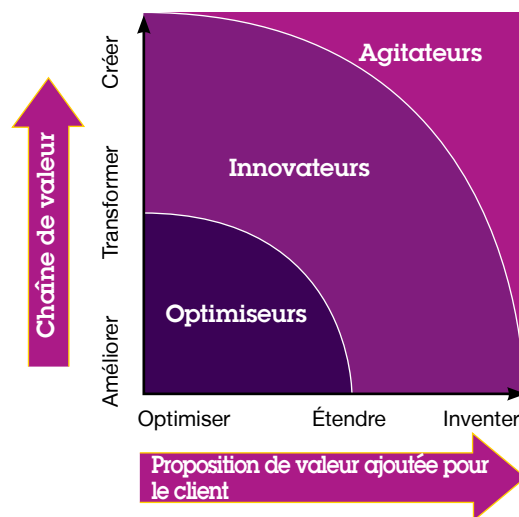 Créer
Transformer
Améliorer
Chaîne de valeur
Agitateurs
Innovateurs
Optimiseurs
Optimiser
Étendre
Inventer
Proposition de valeur ajoutée pour
le client